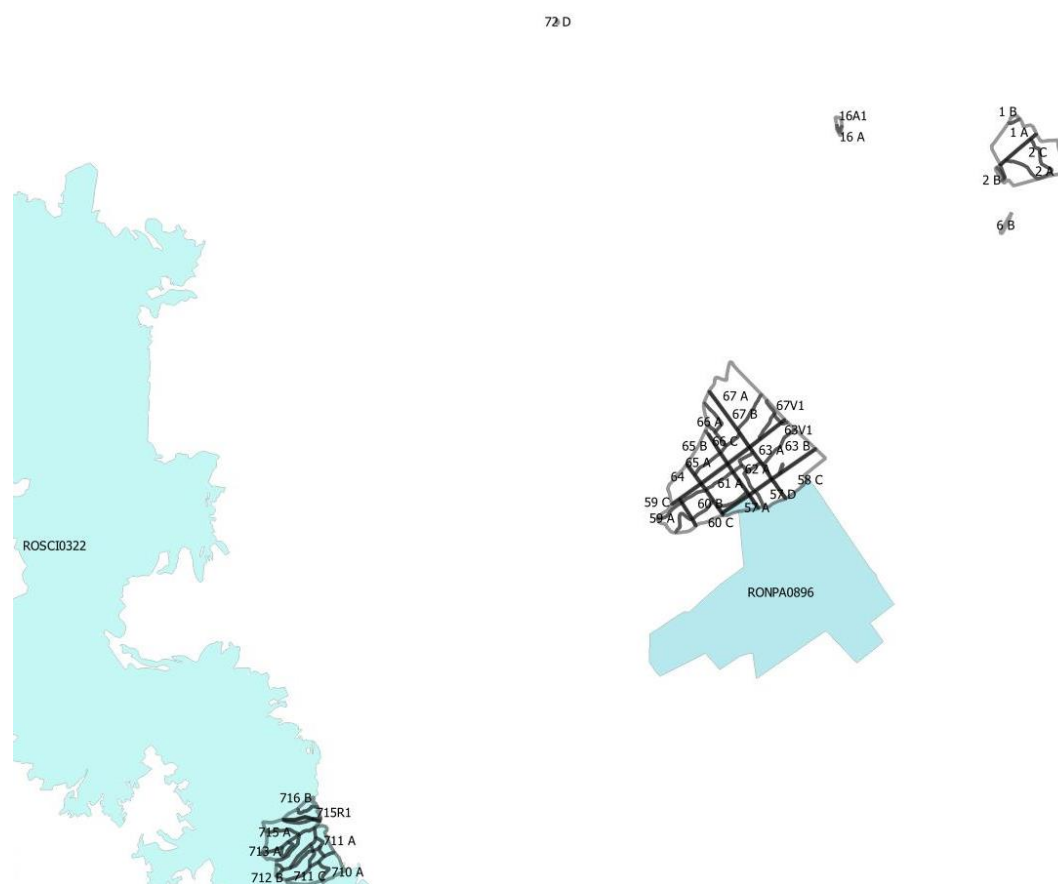 72 D
16A1
16 A
1 B
1 A
2 C
2 B
2 A
6 B
67 A
67V1
67 B
66 A
63V1
66 C
65 B
63 A
63 B
65 A
62 A
64
61 A
58 C
57 D
59 C
60 B
57 A
59 A
60 C
ROSCI0322
RONPA0896
716 B
715R1
715 A
711 A
713 A
710 A
712 B
711 C